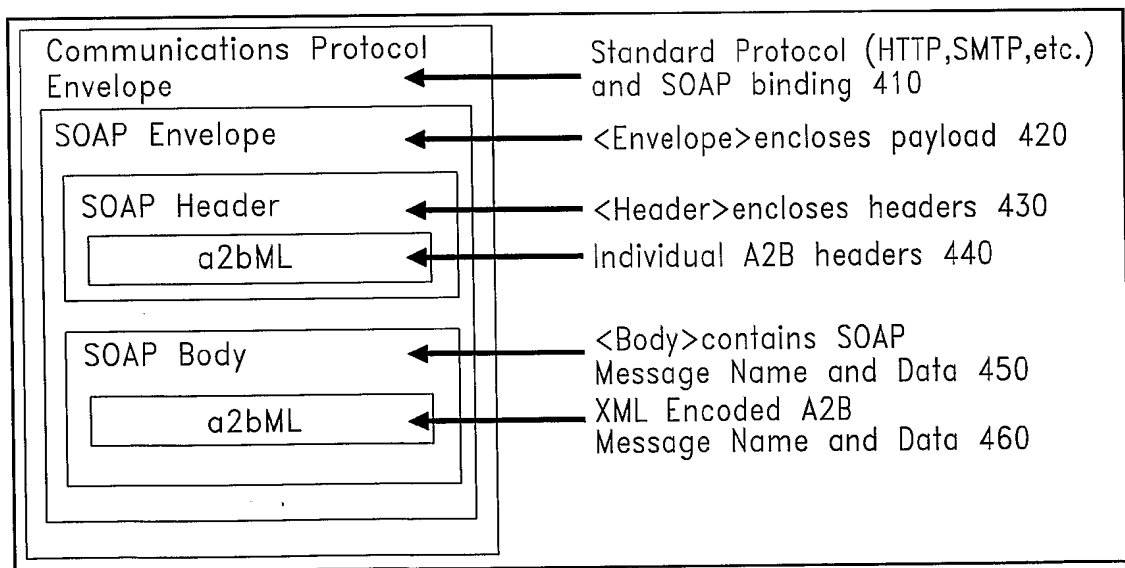 Communications Protocol
Envelope
Standard Protocol (HTTP,SMTP,etc.)
and SOAP binding 410
SOAP Envelope
<Envelope>encloses payload 420
SOAP Header
<Header>encloses headers 430
a2bML
Individual A2B headers 440
SOAP Body
<Body>contains SOAP
Message Name and Data 450
a2bML
XML Encoded A2B
Message Name and Data 460